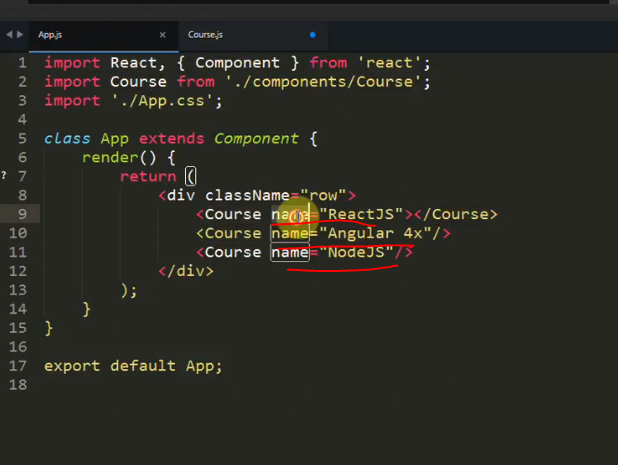 App.js
Course.js
1 import React, { Component } from 'react';
2 import Course from './components/Course';
3 import './App.css';
4
5 class App extends Component {
6 render() {
? 7 return (
8 <div className="row">
9 <Course name="ReactJS"></Course>
10 <Course name="Angular 4x"/>
11 <Course name="NodeJS"/>
12 </div>
13 );
14 }
15 }
16
17 export default App;
18